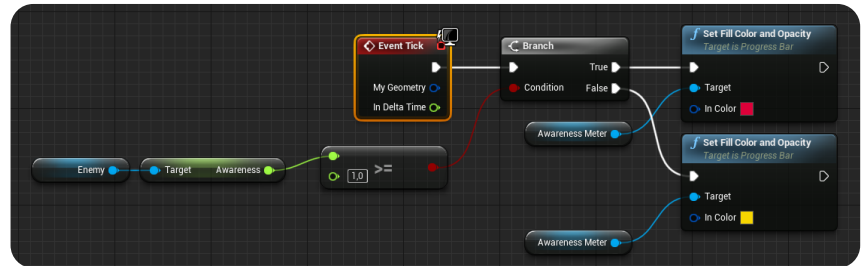 Event Tick
My Geometry
In Delta Time
Branch
True
Condition
False
f Set Fill Color and Opacity
Target is Progress Bar
Target
In Color
Awareness Meter
Enemy
Target
Awareness
1,0
>=
f Set Fill Color and Opacity
Target is Progress Bar
Target
In Color
Awareness Meter